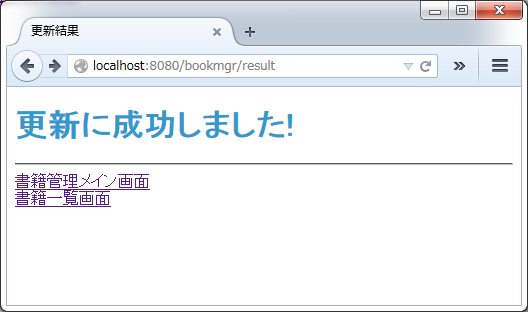 更新結果
localhost:8080/bookmgr/result
更新に成功しました!
書籍管理メイン画面
書籍一覧画面